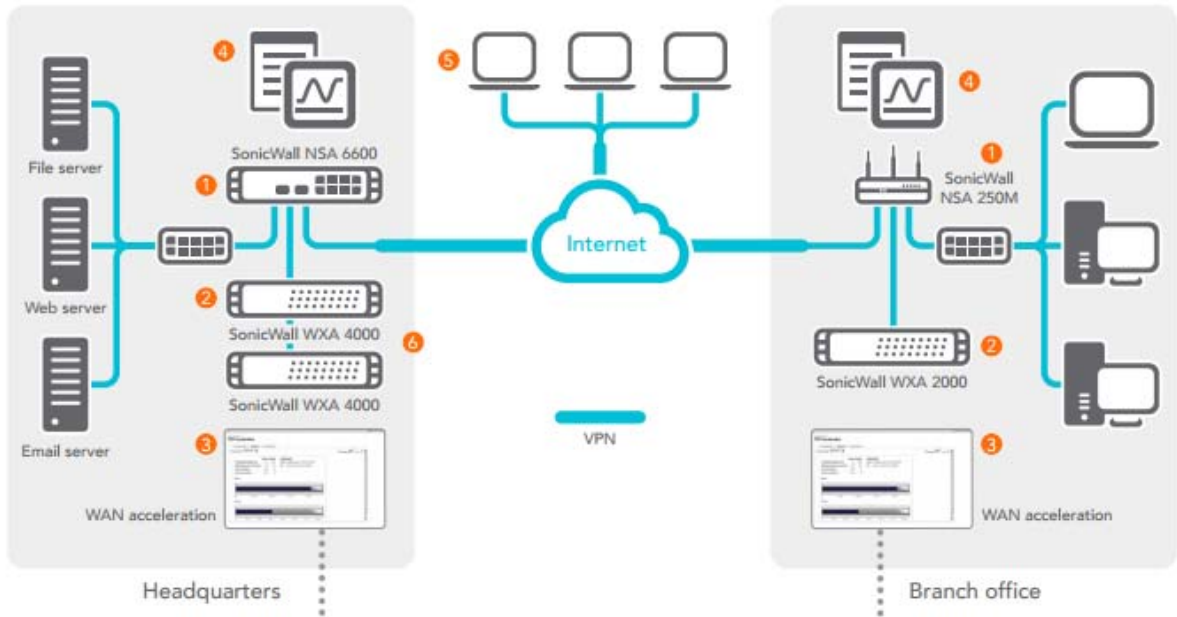 4
5
4
File server
SonicWall NSA 6600
1
1
SonicWall
NSA 250M
Internet
Web server
2
SonicWall WXA 4000
6
2
SonicWall WXA 2000
SonicWall WXA 4000
VPN
Email server
3
3
WAN acceleration
WAN acceleration
Headquarters
Branch office